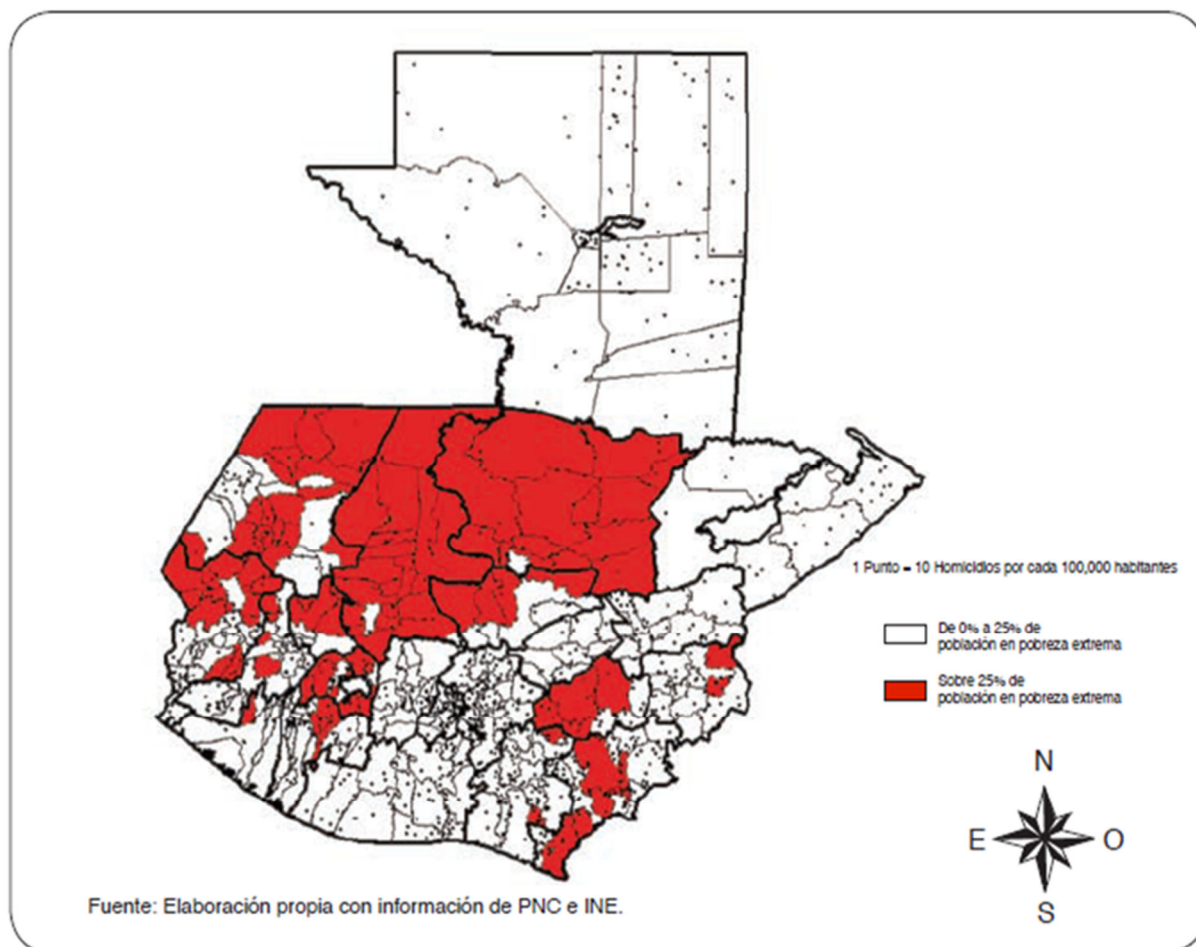 1 Punto = 10 Homicidios por cada 100,000 habitantes
De 0% a 25% de
población en pobreza extrema
Sobre 25% de
población en pobreza extrema
N
E O
S
Fuente: Elaboración propia con información de PNC e INE.